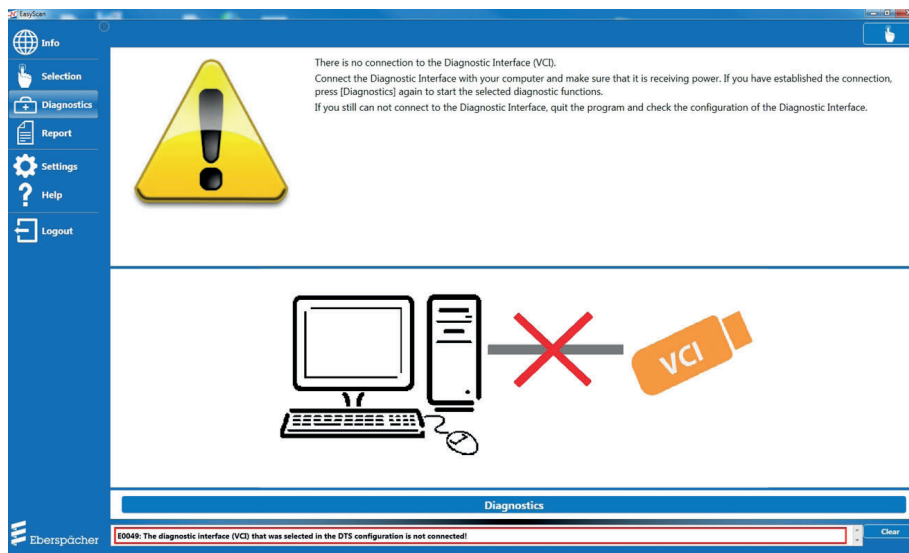 EasyScan
Info
Selection
Diagnostics
Report
Settings
Help
Logout
Eberspächer
There is no connection to the Diagnostic Interface (VCI).
Connect the Diagnostic Interface with your computer and make sure that it is receiving power. If you have established the connection,
press [Diagnostics] again to start the selected diagnostic functions.
If you still can not connect to the Diagnostic Interface, quit the program and check the configuration of the Diagnostic Interface.
VCI
Diagnostics
E0049: The diagnostic interface (VCI) that was selected in the DTS configuration is not connected!
Clear